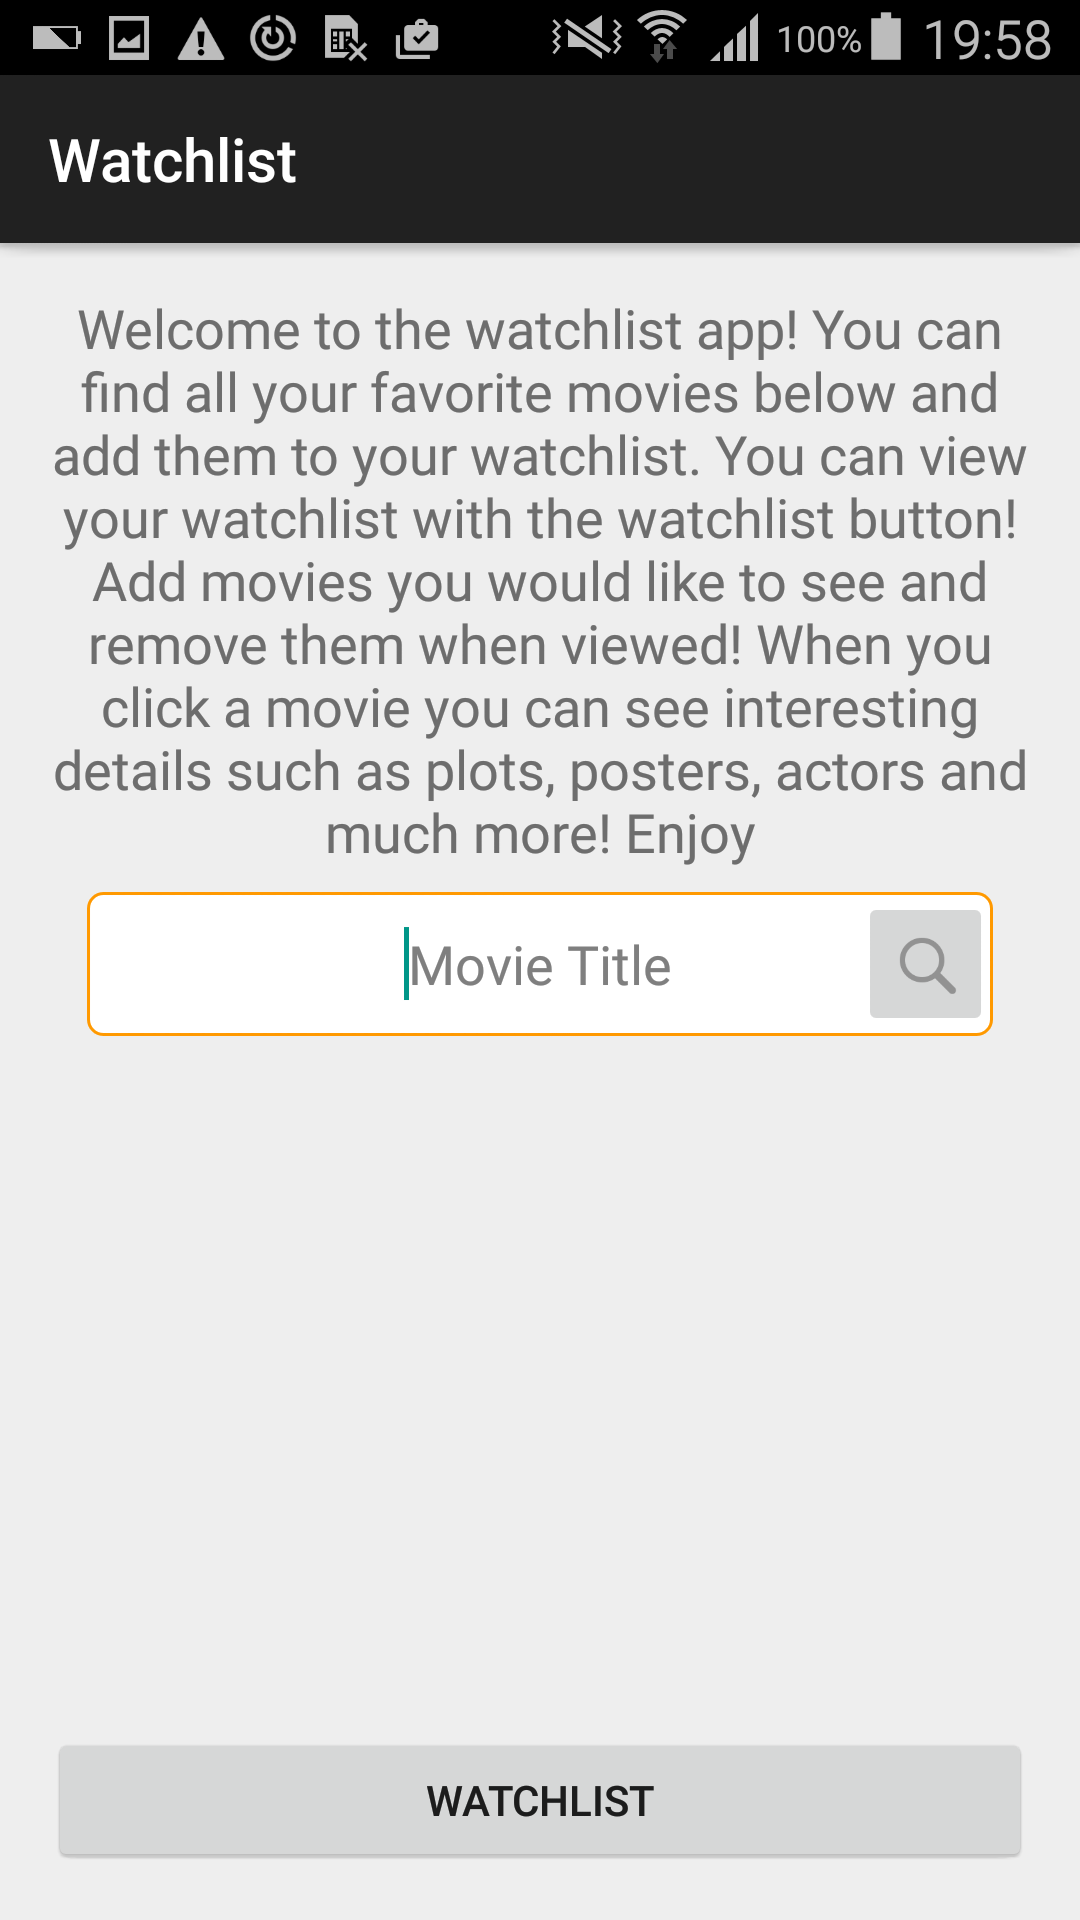 100% 19:58
Watchlist
Welcome to the watchlist app! You can
find all your favorite movies below and
add them to your watchlist. You can view
your watchlist with the watchlist button!
Add movies you would like to see and
remove them when viewed! When you
click a movie you can see interesting
details such as plots, posters, actors and
much more! Enjoy
Movie Title
WATCHLIST